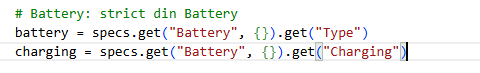 # Battery: strict din Battery
battery = specs.get("Battery", {}).get("Type")
charging = specs.get("Battery", {}).get("Charging")